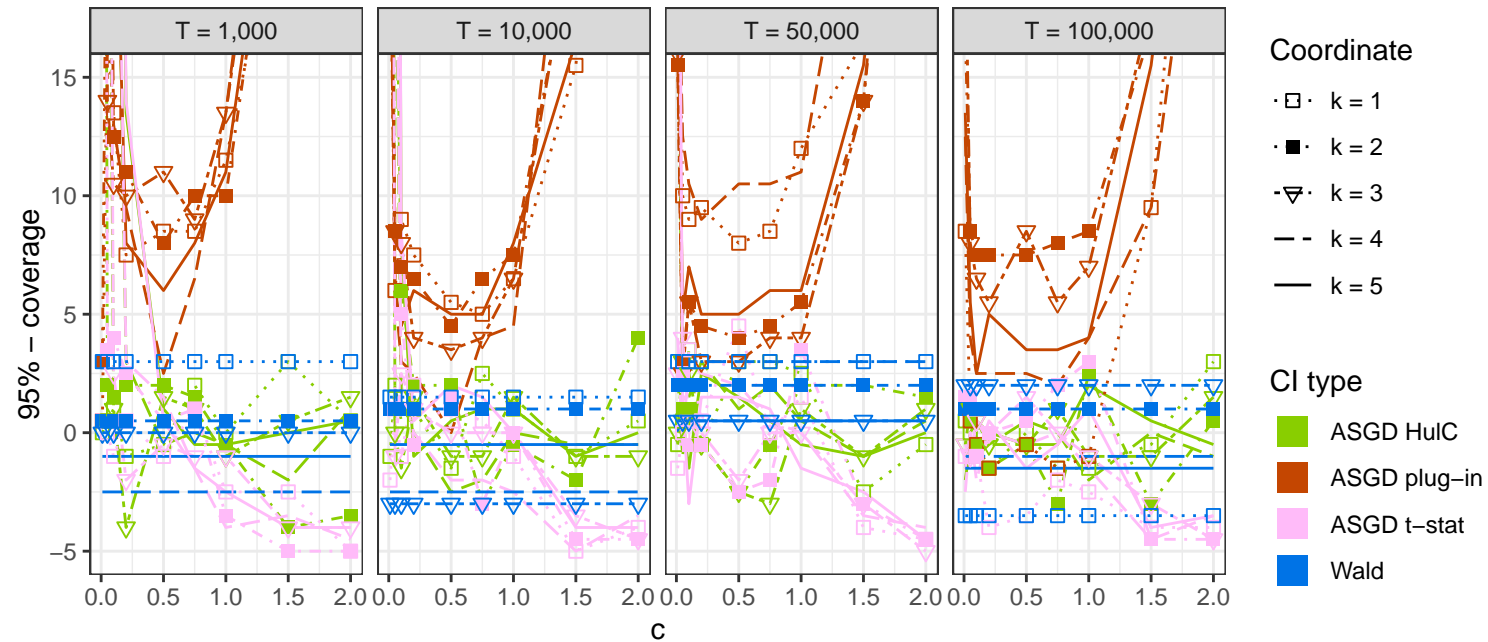 T = 1,000
T = 10,000
T = 50,000
T = 100,000
95% − coverage
15
10
5
0
−5
0.0 0.5 1.0 1.5 2.0
0.0 0.5 1.0 1.5 2.0
0.0 0.5 1.0 1.5 2.0
0.0 0.5 1.0 1.5 2.0
c
Coordinate
k = 1
k = 2
k = 3
k = 4
k = 5
CI type
ASGD HulC
ASGD plug−in
ASGD t−stat
Wald